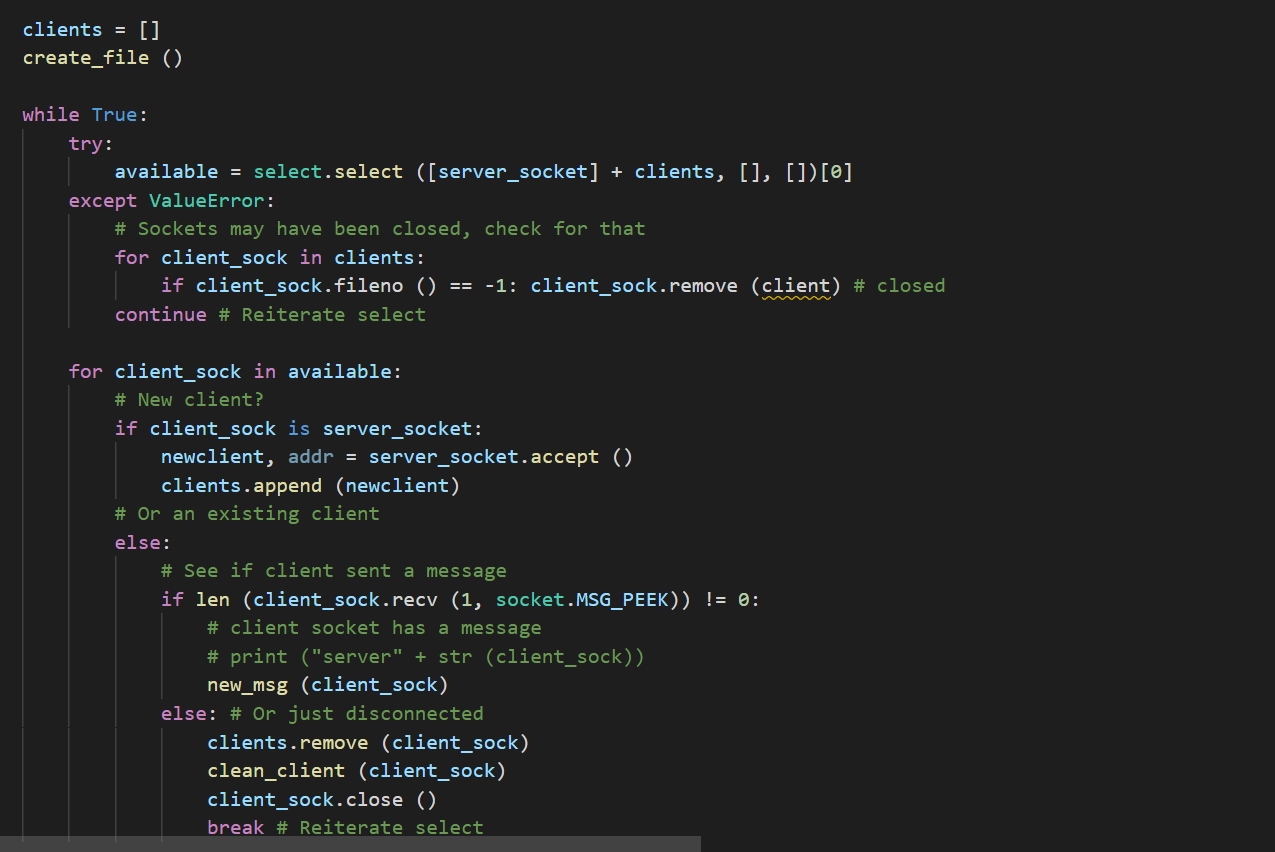 clients = []
create_file ()

while True:
    try:
        available = select.select ([server_socket] + clients, [], [])[0]
    except ValueError:
        # Sockets may have been closed, check for that
        for client_sock in clients:
            if client_sock.fileno () == -1: client_sock.remove (client) # closed
        continue # Reiterate select

    for client_sock in available:
        # New client?
        if client_sock is server_socket:
            newclient, addr = server_socket.accept ()
            clients.append (newclient)
        # Or an existing client
        else:
            # See if client sent a message
            if len (client_sock.recv (1, socket.MSG_PEEK)) != 0:
                # client socket has a message
                # print ("server" + str (client_sock))
                new_msg (client_sock)
            else: # Or just disconnected
                clients.remove (client_sock)
                clean_client (client_sock)
                client_sock.close ()
                break # Reiterate select